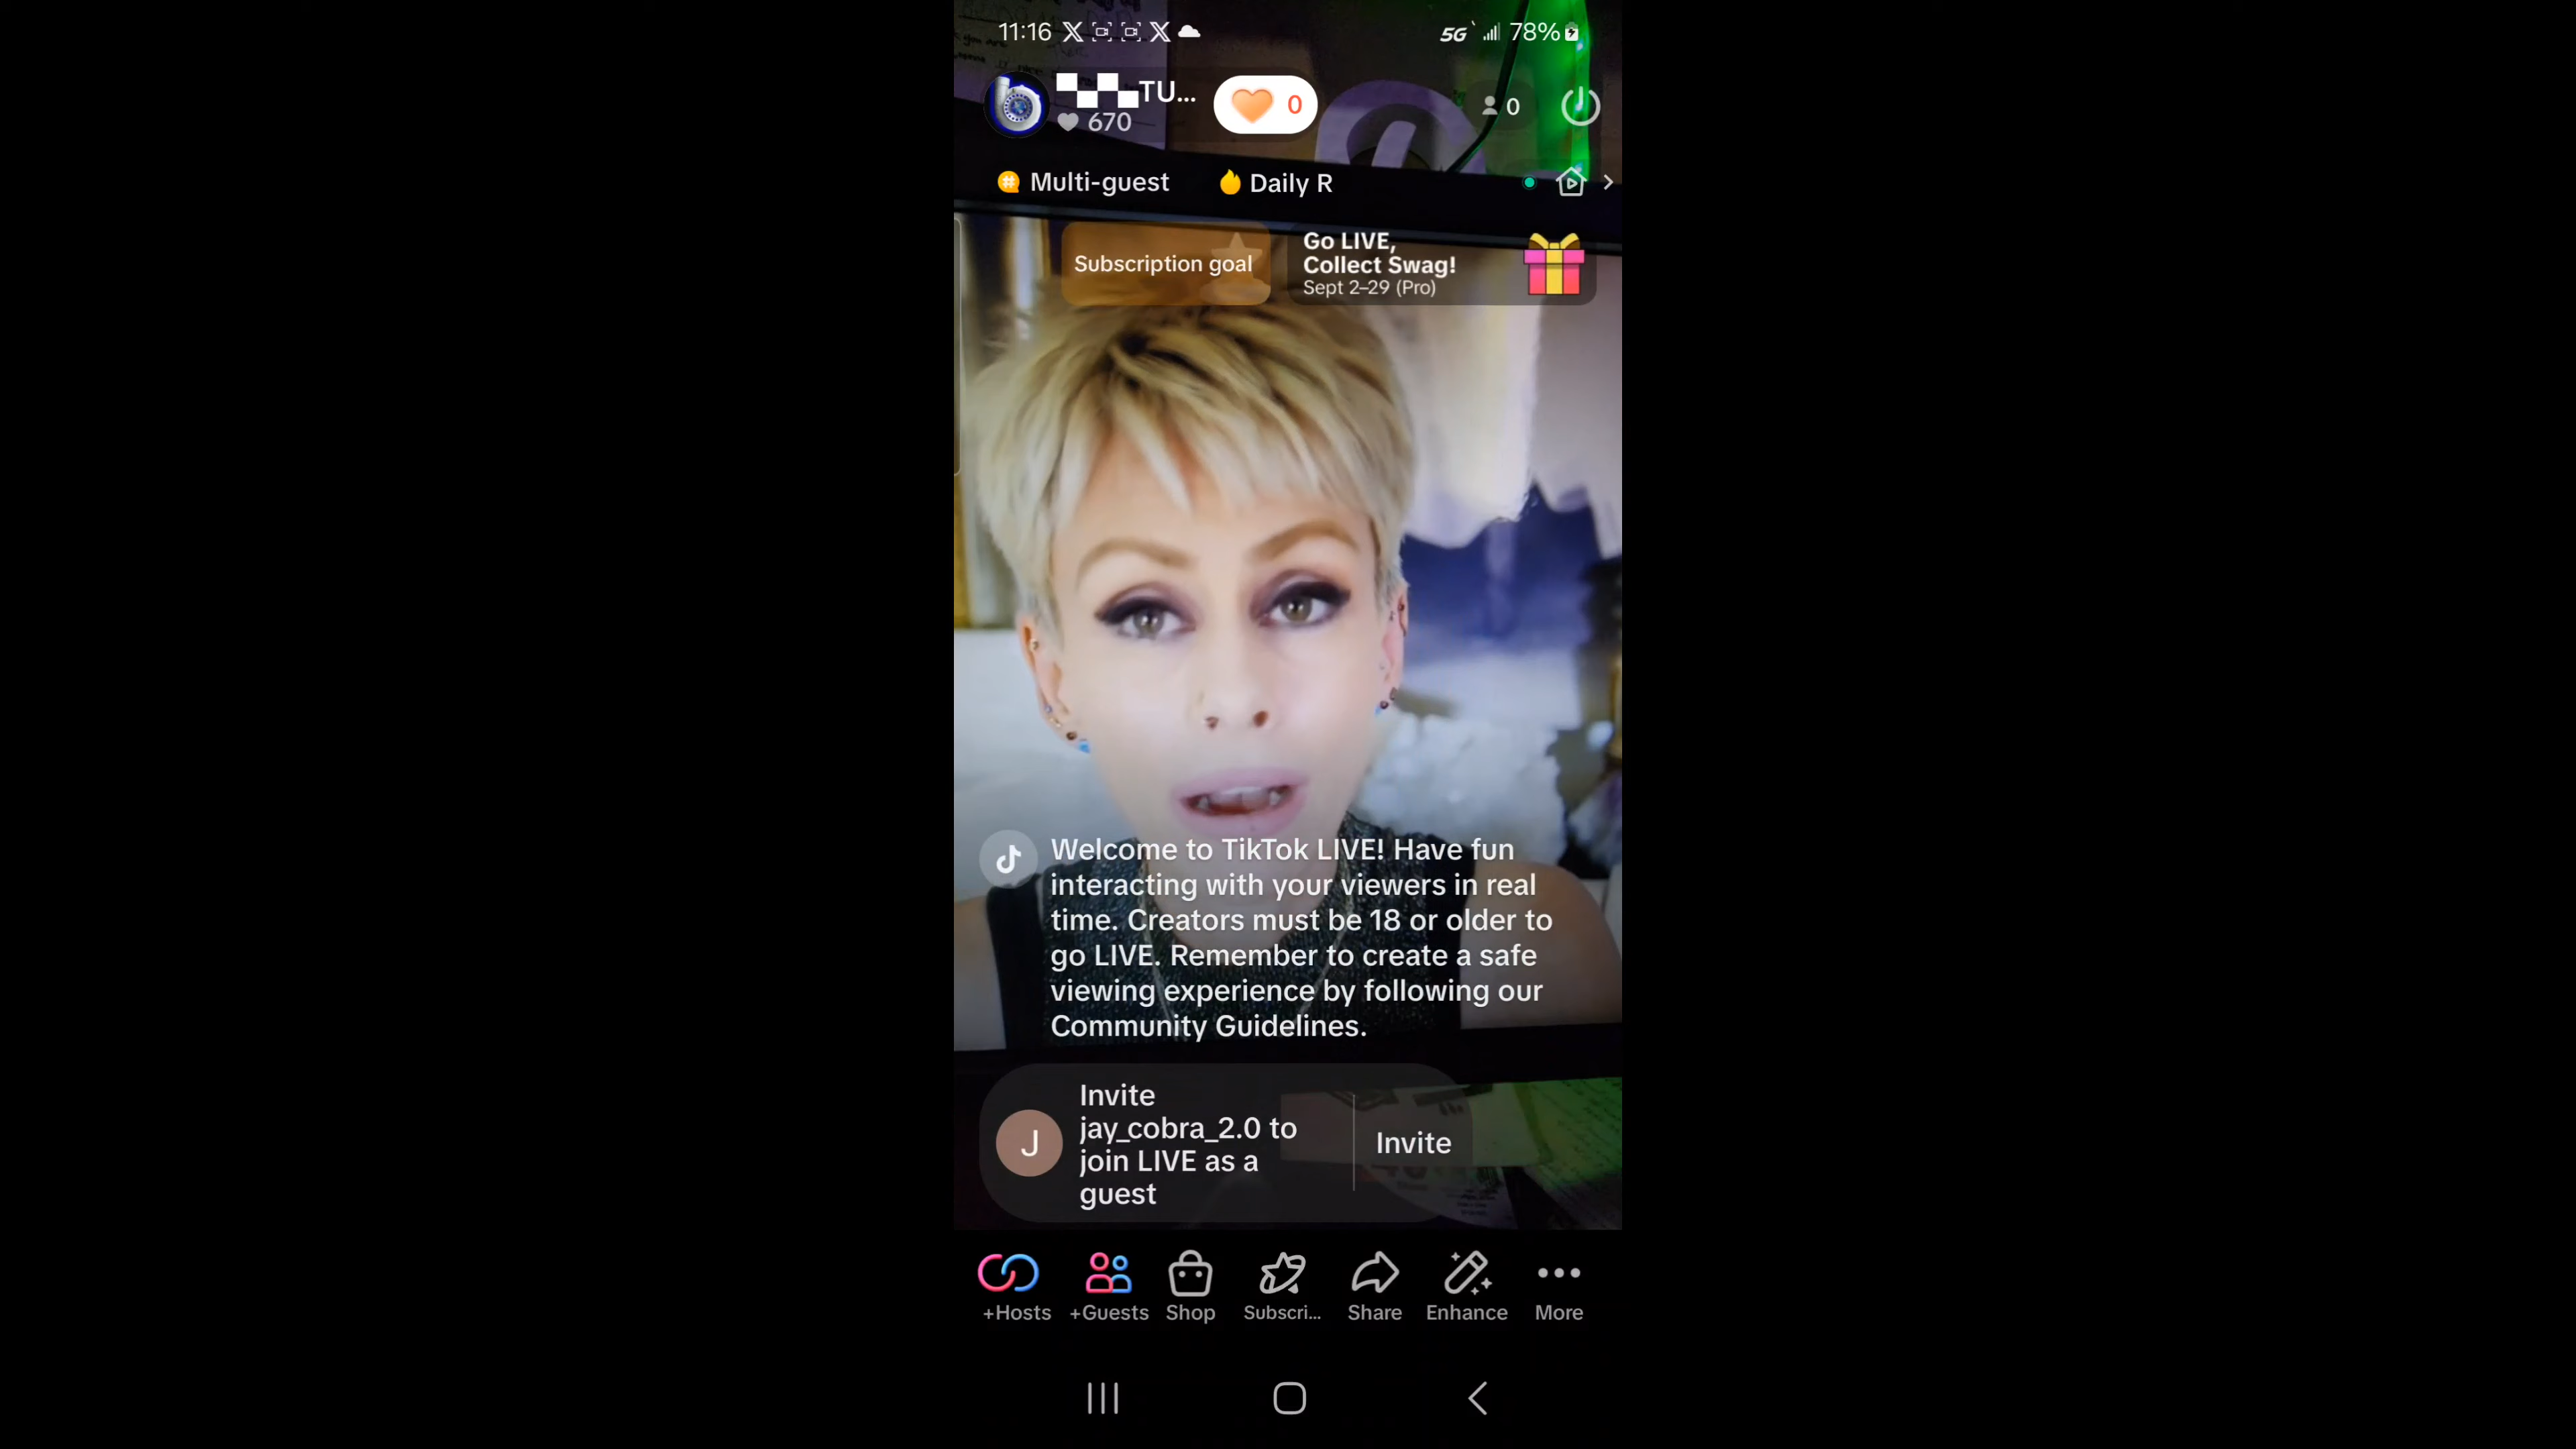 11:16
5G 78%
TU...
670
0
0
Multi-guest
Daily R
Subscription goal
Go LIVE,
Collect Swag!
Sept 2–29 (Pro)
Welcome to TikTok LIVE! Have fun
interacting with your viewers in real
time. Creators must be 18 or older to
go LIVE. Remember to create a safe
viewing experience by following our
Community Guidelines.
J
Invite
jay_cobra_2.0 to
join LIVE as a
guest
Invite
+Hosts
+Guests
Shop
Subscri...
Share
Enhance
More